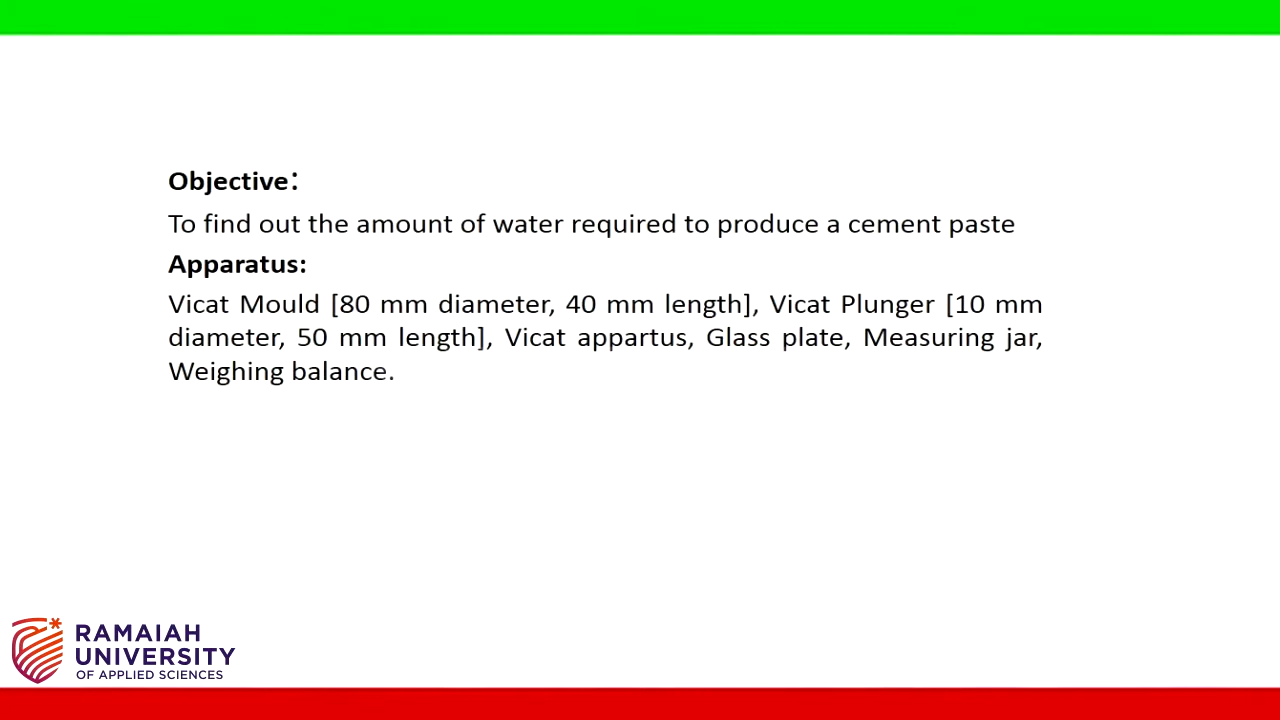 Objective:
To find out the amount of water required to produce a cement paste
Apparatus:
Vicat Mould [80 mm diameter, 40 mm length], Vicat Plunger [10 mm
diameter, 50 mm length], Vicat appartus, Glass plate, Measuring jar,
Weighing balance.
RAMAIAH
UNIVERSITY
OF APPLIED SCIENCES